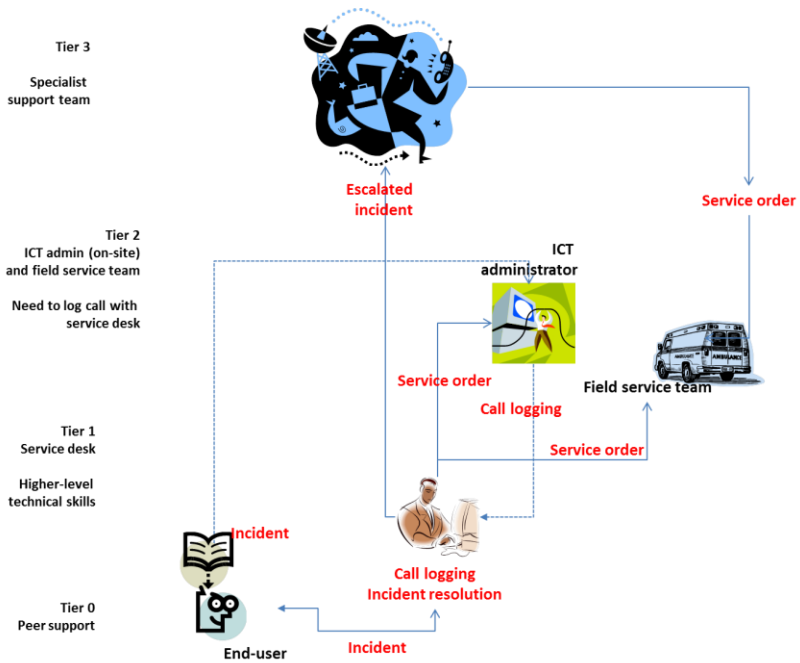 Tier 3
Specialist
support team
Escalated
incident
Service order
Tier 2
ICT admin (on-site)
and field service team
Need to log call with
service desk
ICT
administrator
AMBULANCE
Service order
Field service team
Call logging
Service order
Tier 1
Service desk
Higher-level
technical skills
Incident
Call logging
Incident resolution
Tier 0
Peer support
Incident
End-user